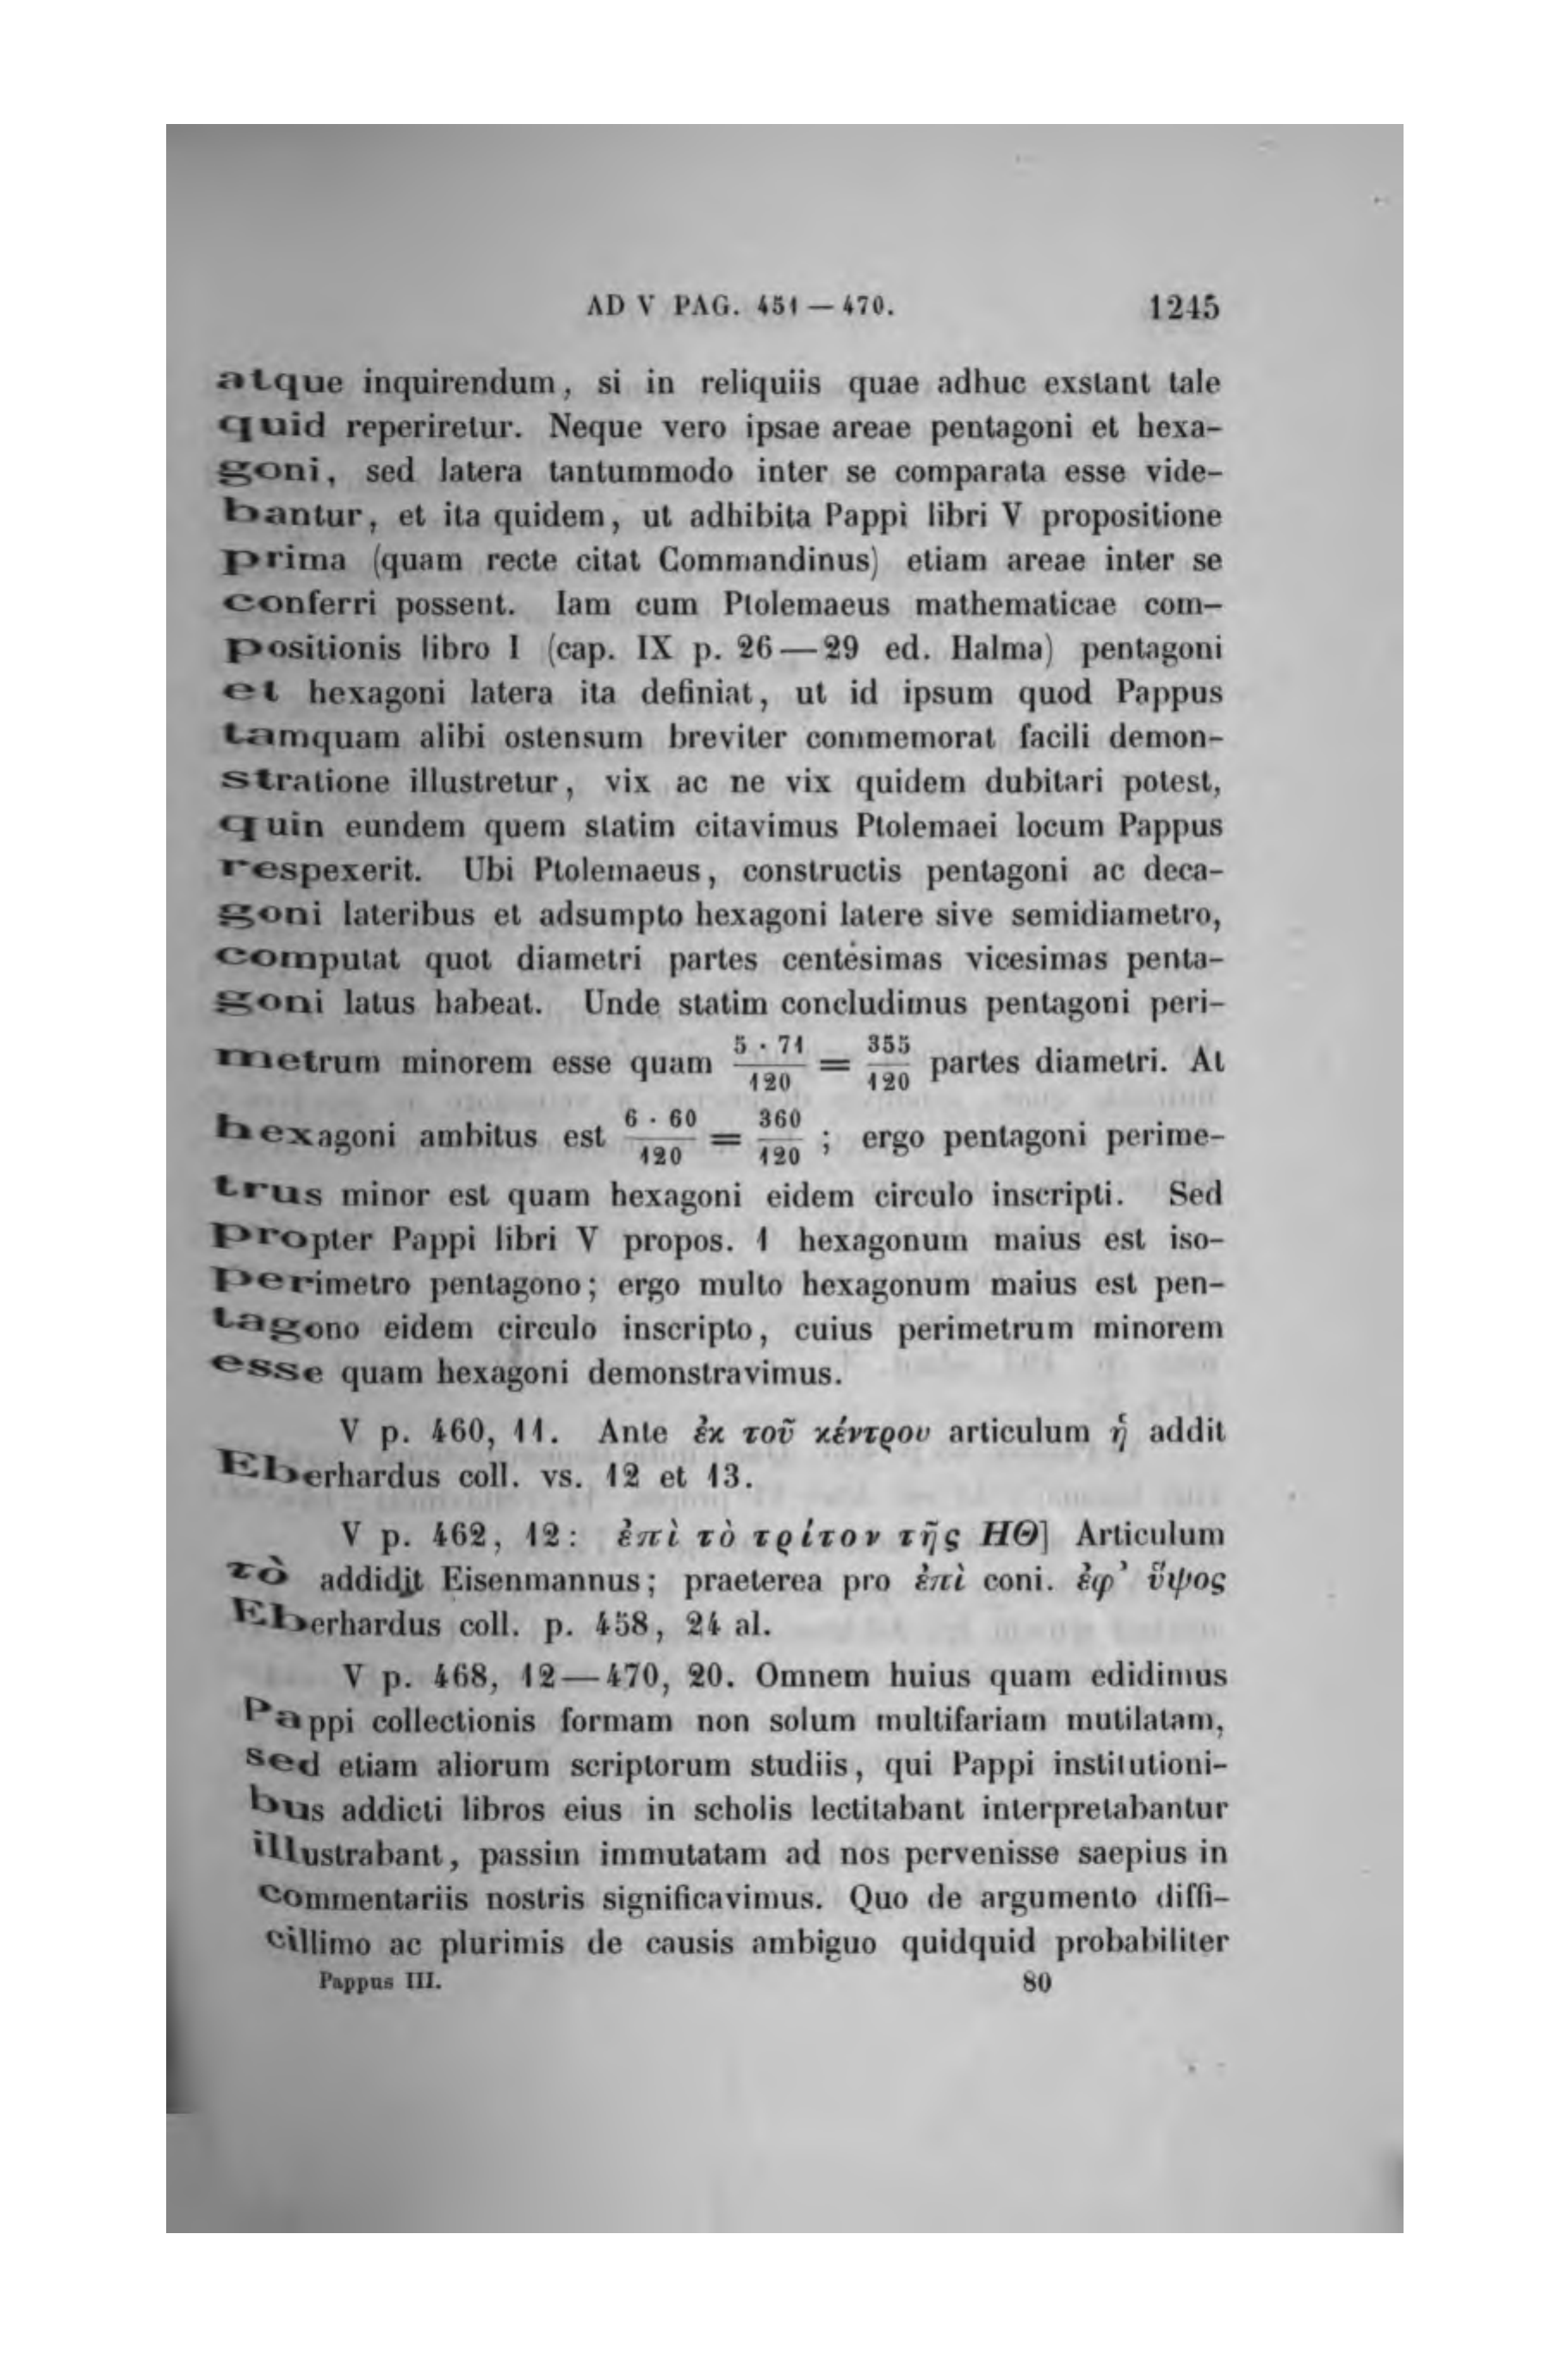 AD V PAG. 451 — 470. 1245
atque inquirendum, si in reliquiis quae adhuc exstant tale
quid reperiretur. Neque vero ipsae areae pentagoni et hexa-
goni, sed latera tantummodo inter se comparata esse vide-
bantur, et ita quidem, ut adhibita Pappi libri V propositione
prima (quam recte citat Commandinus) etiam areae inter se
conferri possent. Iam cum Ptolemaeus mathematicae com-
positionis libro I (cap. IX p. 26—29 ed. Halma) pentagoni
et hexagoni latera ita definiat, ut id ipsum quod Pappus
tamquam alibi ostensum breviter commemorat facili demon-
stratione illustretur, vix ac ne vix quidem dubitari potest,
quin eundem quem statim citavimus Ptolemaei locum Pappus
respexerit. Ubi Ptolemaeus, constructis pentagoni ac deca-
goni lateribus et adsumpto hexagoni latere sive semidiametro,
computat quot diametri partes centesimas vicesimas penta-
goni latus habeat. Unde statim concludimus pentagoni peri-
metrum minorem esse quam 5 · 71/120 = 355/120 partes diametri. At
hexagoni ambitus est 6 · 60/120 = 360/120 ; ergo pentagoni perime-
trus minor est quam hexagoni eidem circulo inscripti. Sed
propter Pappi libri V propos. 1 hexagonum maius est iso-
perimetro pentagono; ergo multo hexagonum maius est pen-
tagono eidem circulo inscripto, cuius perimetrum minorem
esse quam hexagoni demonstravimus.
V p. 460, 11. Ante ἐκ τοῦ κέντρου articulum ἡ addit
Eberhardus coll. vs. 12 et 13.
V p. 462, 12: ἐπὶ τὸ τρίτον τῆς ΗΘ] Articulum
τὸ addidit Eisenmannus; praeterea pro ἐπὶ coni. ἐφ’ ὕψος
Eberhardus coll. p. 458, 24 al.
V p. 468, 12—470, 20. Omnem huius quam edidimus
Pappi collectionis formam non solum multifariam mutilatam,
sed etiam aliorum scriptorum studiis, qui Pappi institutioni-
bus addicti libros eius in scholis lectitabant interpretabantur
illustrabant, passim immutatam ad nos pervenisse saepius in
commentariis nostris significavimus. Quo de argumento diffi-
cillimo ac plurimis de causis ambiguo quidquid probabiliter
Pappus III. 80